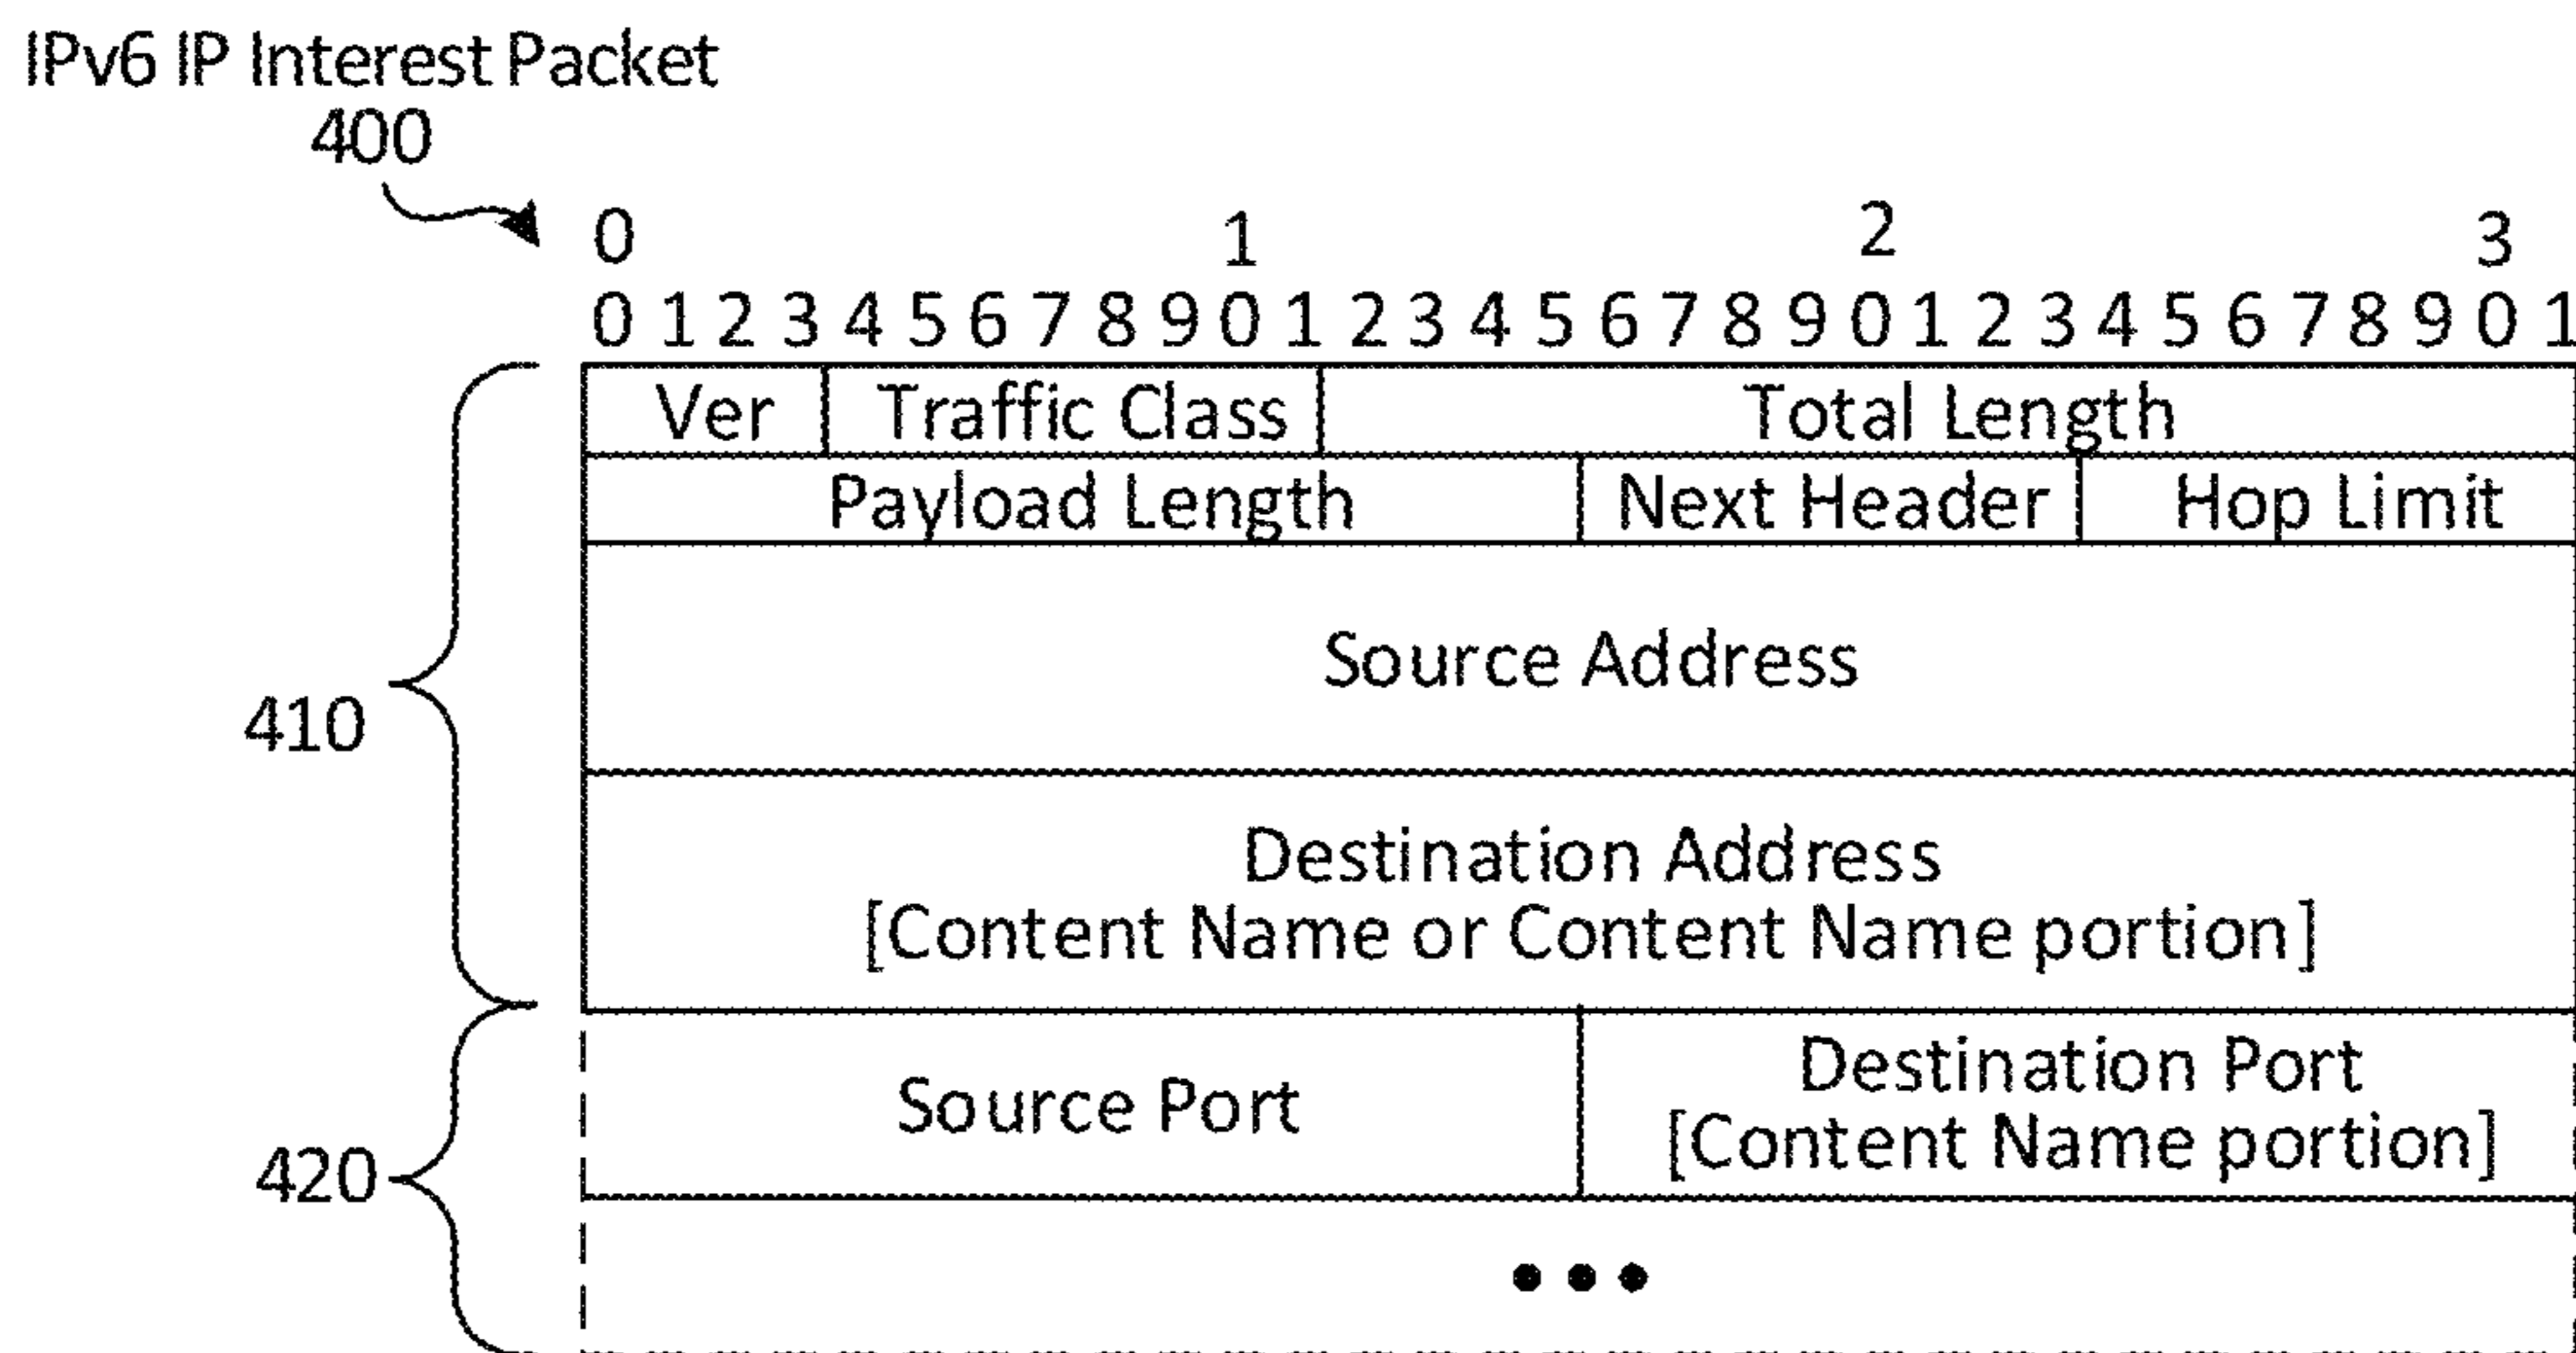 IPv6 IP Interest Packet
400
0 1 2 3
0 1 2 3 4 5 6 7 8 9 0 1 2 3 4 5 6 7 8 9 0 1 2 3 4 5 6 7 8 9 0 1
Ver Traffic Class Total Length
Payload Length Next Header Hop Limit
Source Address
410
Destination Address
[Content Name or Content Name portion]
Source Port
Destination Port
[Content Name portion]
420
•••